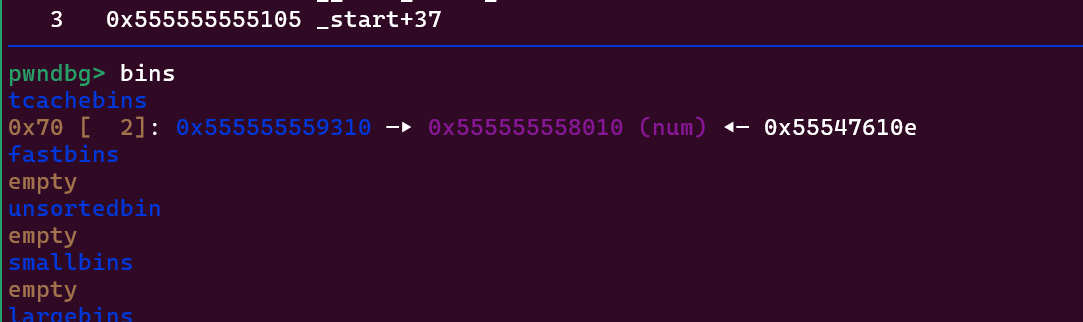 3 0x555555555105 _start+37
pwndbg> bins
tcachebins
0x70 [ 2]: 0x555555559310 —▸ 0x555555558010 (num) ◂— 0x55547610e
fastbins
empty
unsortedbin
empty
smallbins
empty
largebins